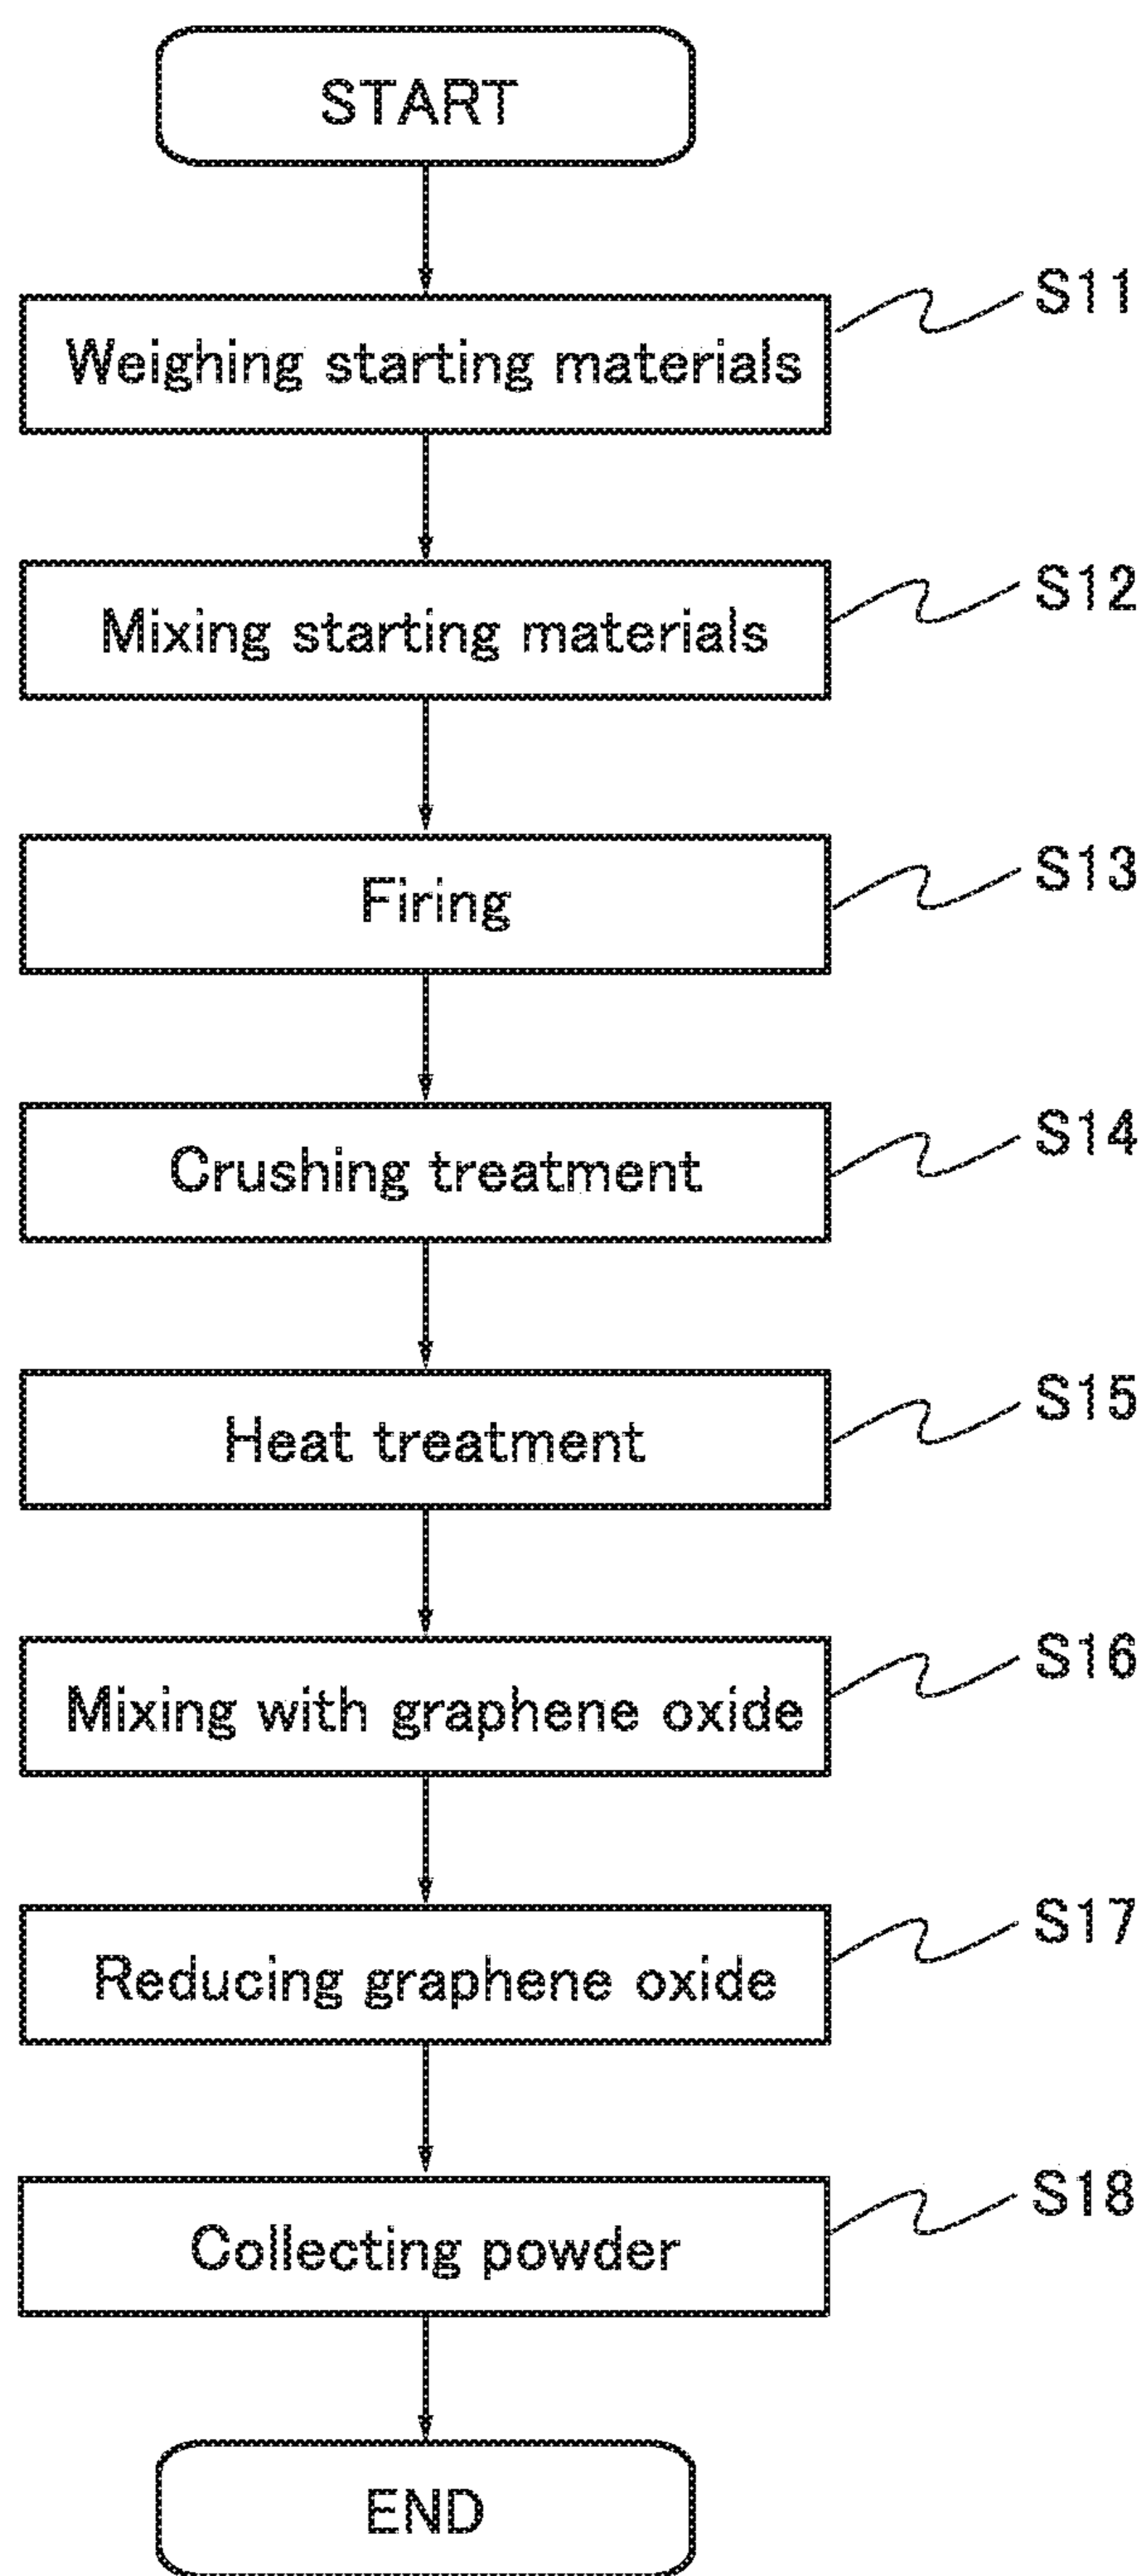 START
Weighing starting materials
S11
Mixing starting materials
S12
Firing
S13
Crushing treatment
S14
Heat treatment
S15
Mixing with graphene oxide
S16
Reducing graphene oxide
S17
Collecting powder
S18
END